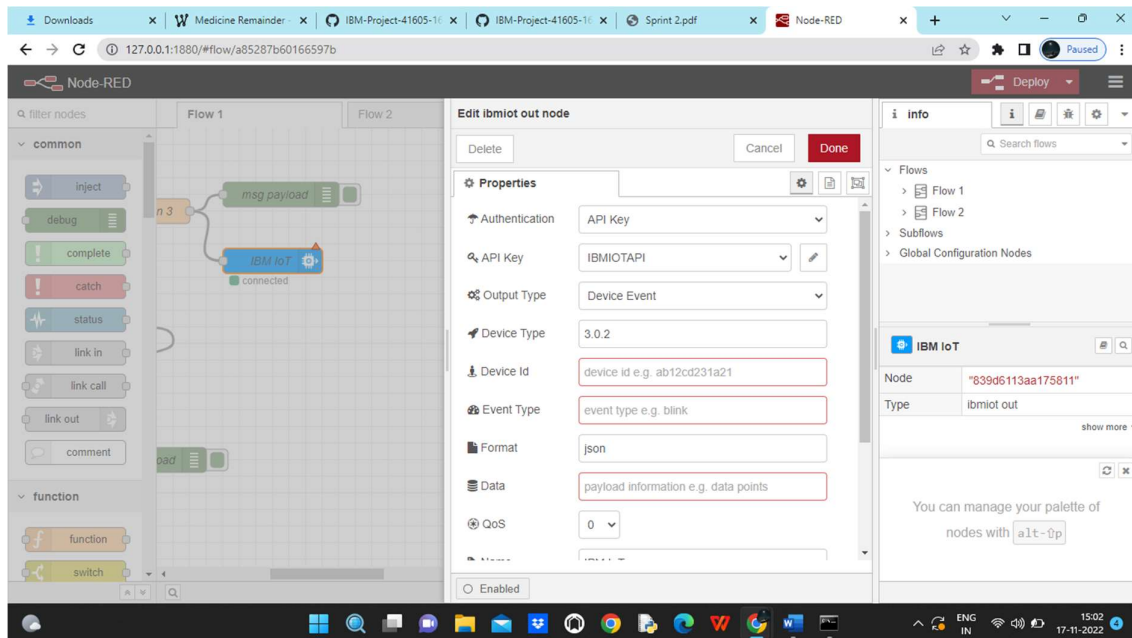 Downloads
Medicine Remainder -
IBM-Project-41605-16
IBM-Project-41605-16
Sprint 2.pdf
Node-RED
127.0.0.1:1880/#flow/a85287b60166597b
Paused
Node-RED
Deploy
filter nodes
Flow 1
Flow 2
Edit ibmiot out node
info
i
Search flows
common
Delete
Cancel
Done
Flows
Flow 1
Flow 2
Subflows
Global Configuration Nodes
Properties
inject
debug
complete
catch
status
link in
link call
link out
comment
function
function
switch
n 3
msg payload
IBM IoT
connected
pad
Authentication
API Key
API Key
IBMIOTAPI
Output Type
Device Event
Device Type
3.0.2
Device Id
device id e.g. ab12cd231a21
Event Type
event type e.g. blink
Format
json
Data
payload information e.g. data points
QoS
0
Enabled
IBM IoT
Node
"839d6113aa175811"
Type
ibmiot out
show more
You can manage your palette of
nodes with alt-⇧p
ENG
IN
15:02
17-11-2022
4